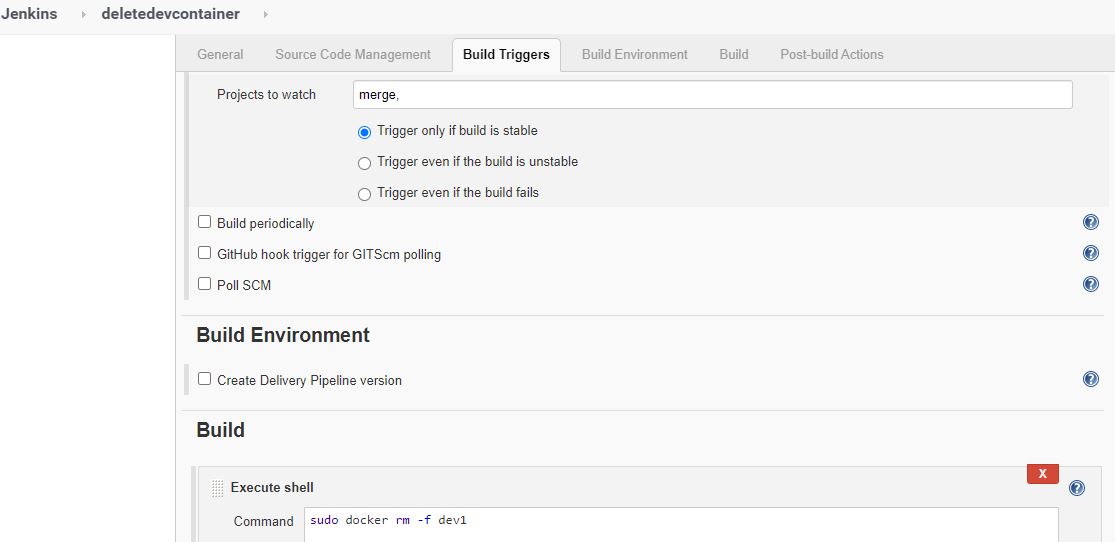 Jenkins deletedevcontainer
General Source Code Management Build Triggers Build Environment Build Post-build Actions
Projects to watch merge,
Trigger only if build is stable
Trigger even if the build is unstable
Trigger even if the build fails
Build periodically ?
GitHub hook trigger for GITScm polling ?
Poll SCM ?
Build Environment
Create Delivery Pipeline version ?
Build
X
Execute shell ?
Command sudo docker rm -f dev1